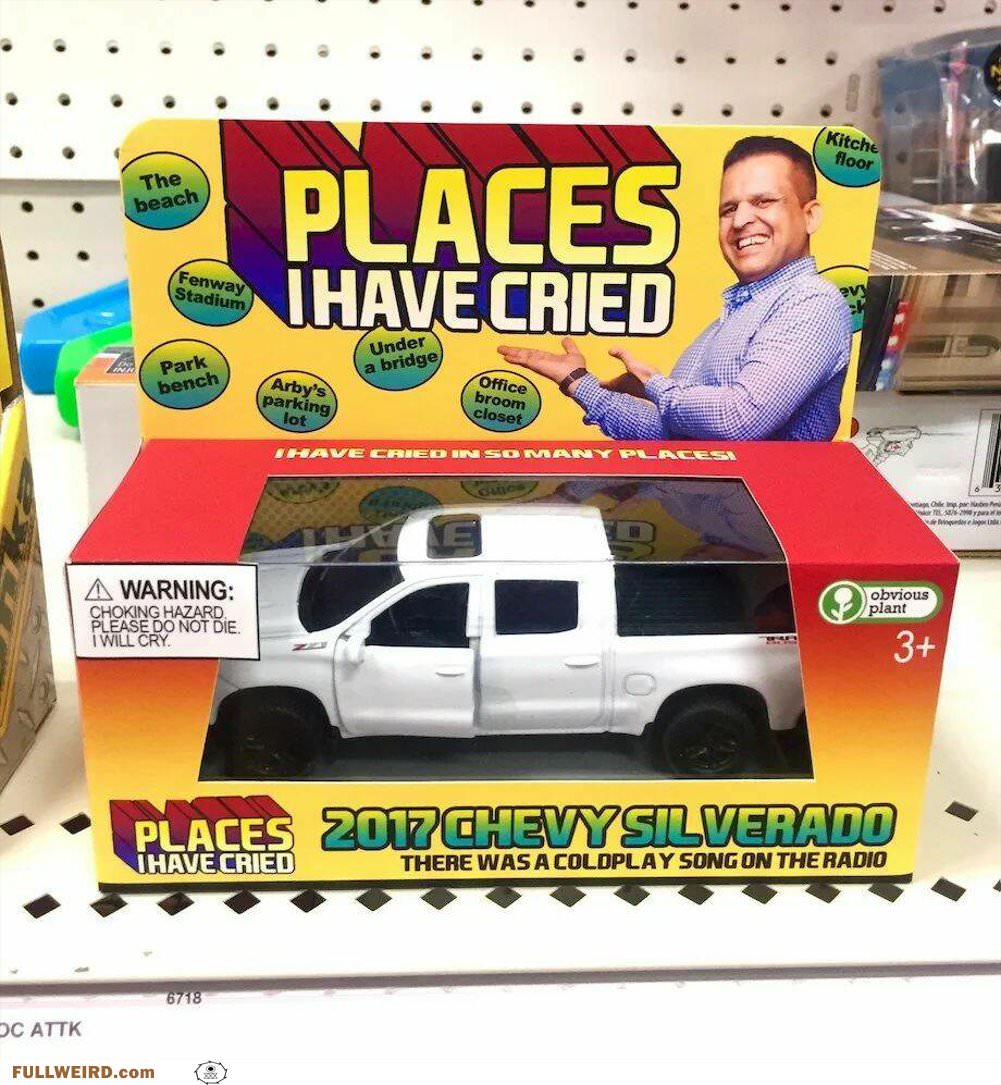 PLACES
I HAVE CRIED
The
beach
Fenway
Stadium
Park
bench
Arby's
parking
lot
Under
a bridge
Office
broom
closet
Kitche
floor
evy
I HAVE CRIED IN SO MANY PLACES!
WARNING:
CHOKING HAZARD.
PLEASE DO NOT DIE.
I WILL CRY.
obvious
plant
3+
Z71
PLACES
I HAVE CRIED
2017 CHEVY SILVERADO
THERE WAS A COLDPLAY SONG ON THE RADIO
6718
OC ATTK
FULLWEIRD.com